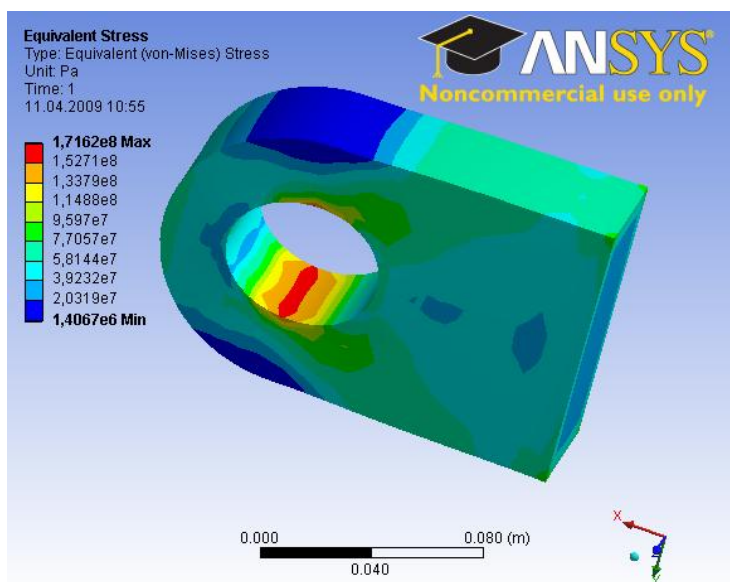 Equivalent Stress
Type: Equivalent (von-Mises) Stress
Unit: Pa
Time: 1
11.04.2009 10:55
ANSYS
Noncommercial use only
1,7162e8 Max
1,5271e8
1,3379e8
1,1488e8
9,597e7
7,7057e7
5,8144e7
3,9232e7
2,0319e7
1,4067e6 Min
0.000
0.080 (m)
0.040
X
Y